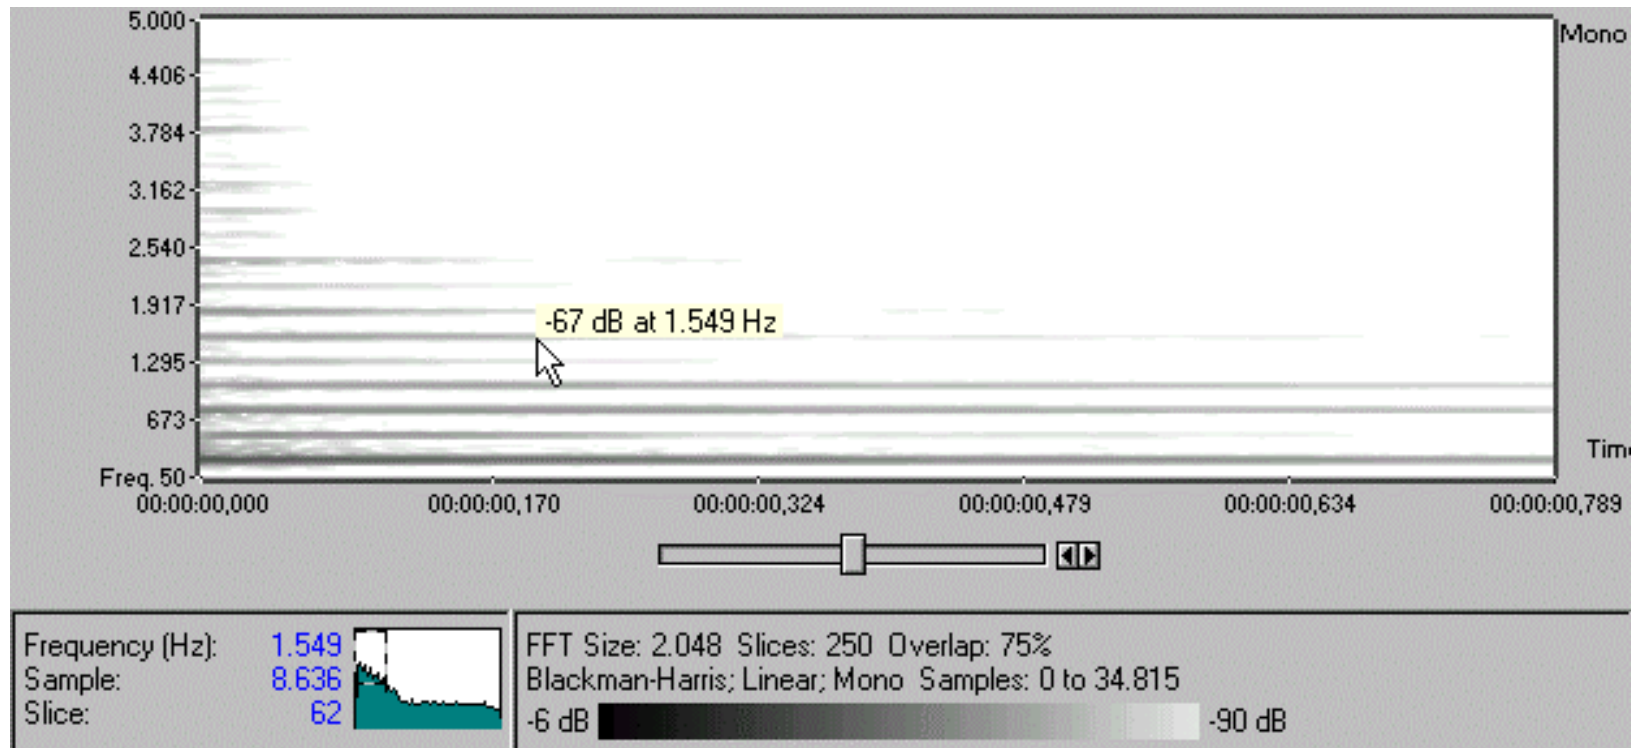 5.000
Mono
4.406
3.784
3.162
2.540
1.917
-67 dB at 1.549 Hz
1.295
673
Time
Freq. 50
00:00:00,000 00:00:00,170 00:00:00,324 00:00:00,479 00:00:00,634 00:00:00,789
Frequency (Hz): 1.549
Sample: 8.636
Slice: 62
FFT Size: 2.048 Slices: 250 Overlap: 75%
Blackman-Harris; Linear; Mono Samples: 0 to 34.815
-6 dB -90 dB